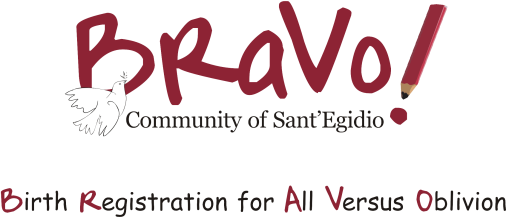 BRaVo!
Community of Sant'Egidio
Birth Registration for All Versus Oblivion